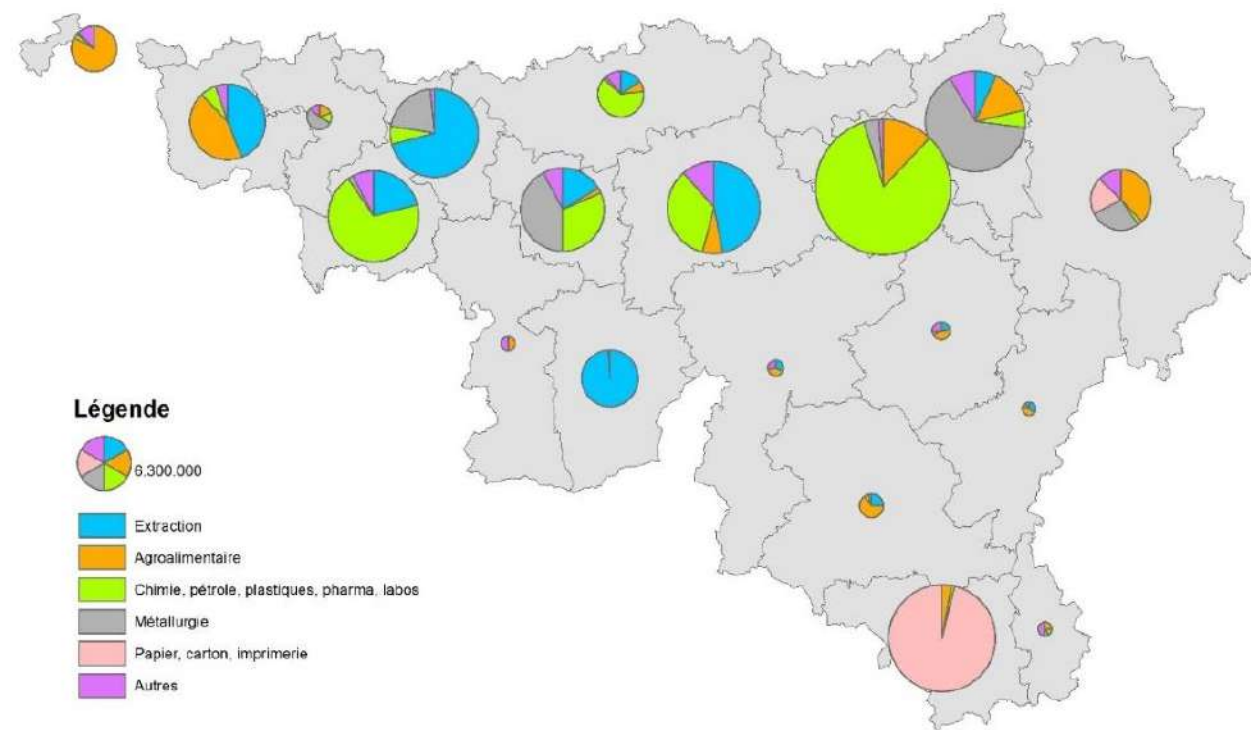 Légende
6.300.000
Extraction
Agroalimentaire
Chimie, pétrole, plastiques, pharma, labos
Métallurgie
Papier, carton, imprimerie
Autres